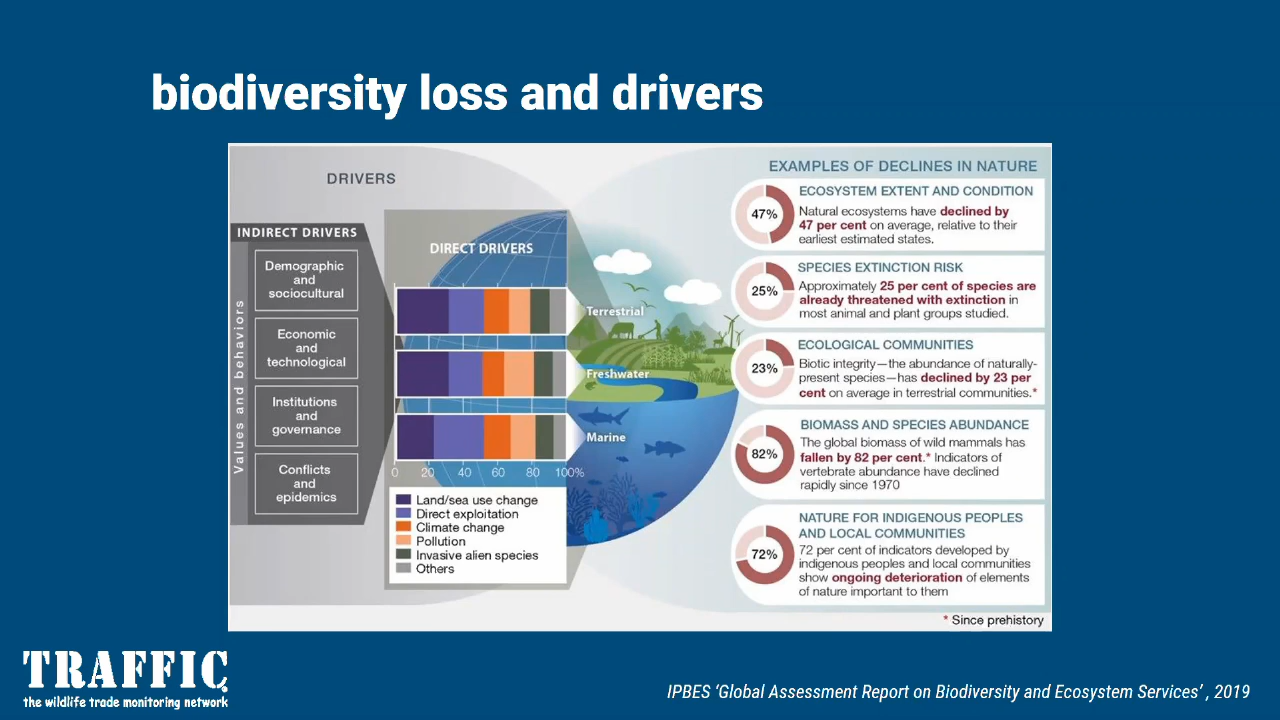 biodiversity loss and drivers
DRIVERS
INDIRECT DRIVERS
Values and behaviors
Demographic
and
sociocultural
Economic
and
technological
Institutions
and
governance
Conflicts
and
epidemics
DIRECT DRIVERS
Terrestrial
Freshwater
Marine
0 20 40 60 80 100%
Land/sea use change
Direct exploitation
Climate change
Pollution
Invasive alien species
Others
EXAMPLES OF DECLINES IN NATURE
47%
ECOSYSTEM EXTENT AND CONDITION
Natural ecosystems have declined by
47 per cent on average, relative to their
earliest estimated states.
25%
SPECIES EXTINCTION RISK
Approximately 25 per cent of species are
already threatened with extinction in
most animal and plant groups studied.
23%
ECOLOGICAL COMMUNITIES
Biotic integrity—the abundance of naturally-
present species—has declined by 23 per
cent on average in terrestrial communities.*
82%
BIOMASS AND SPECIES ABUNDANCE
The global biomass of wild mammals has
fallen by 82 per cent.* Indicators of
vertebrate abundance have declined
rapidly since 1970
72%
NATURE FOR INDIGENOUS PEOPLES
AND LOCAL COMMUNITIES
72 per cent of indicators developed by
indigenous peoples and local communities
show ongoing deterioration of elements
of nature important to them
* Since prehistory
TRAFFIC
the wildlife trade monitoring network
IPBES ‘Global Assessment Report on Biodiversity and Ecosystem Services’ , 2019